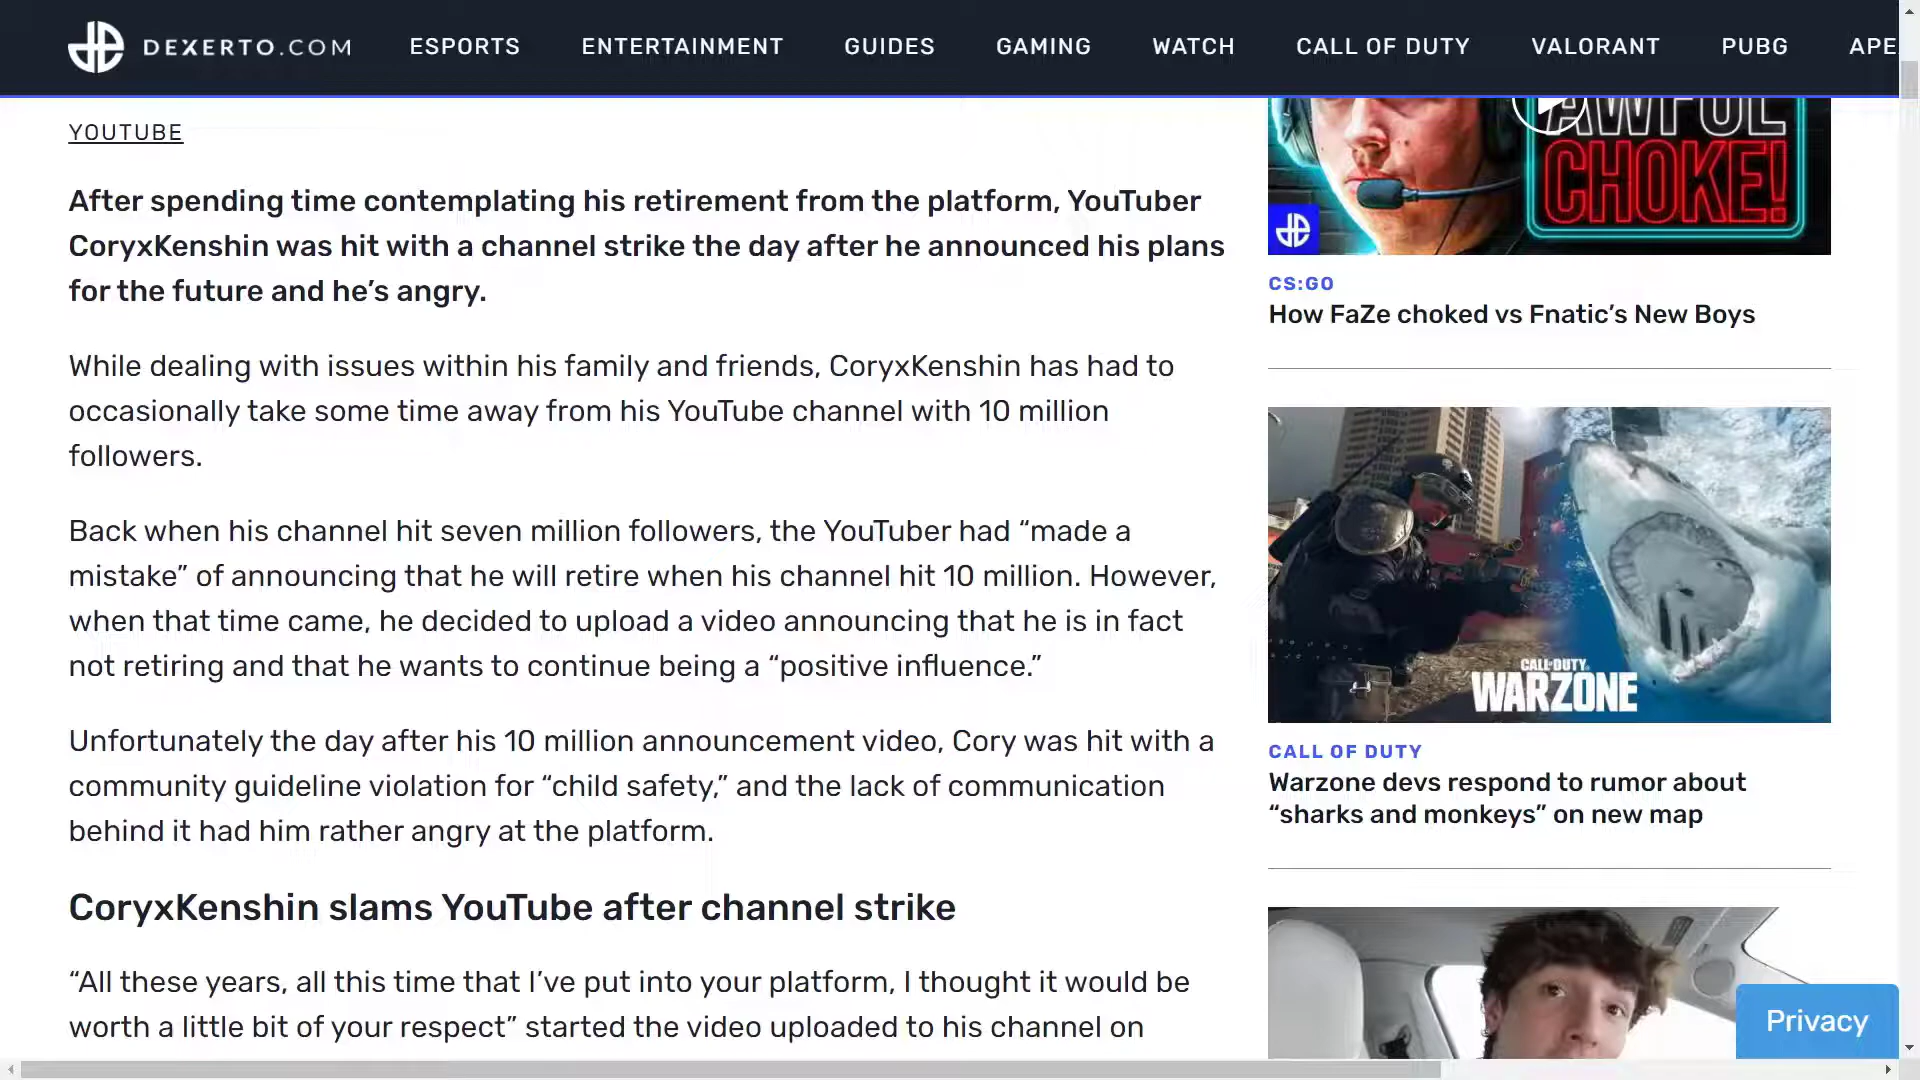 DEXERTO.COM
ESPORTS
ENTERTAINMENT
GUIDES
GAMING
WATCH
CALL OF DUTY
VALORANT
PUBG
APE
YOUTUBE
After spending time contemplating his retirement from the platform, YouTuber
CoryxKenshin was hit with a channel strike the day after he announced his plans
for the future and he’s angry.
While dealing with issues within his family and friends, CoryxKenshin has had to
occasionally take some time away from his YouTube channel with 10 million
followers.
Back when his channel hit seven million followers, the YouTuber had “made a
mistake” of announcing that he will retire when his channel hit 10 million. However,
when that time came, he decided to upload a video announcing that he is in fact
not retiring and that he wants to continue being a “positive influence.”
Unfortunately the day after his 10 million announcement video, Cory was hit with a
community guideline violation for “child safety,” and the lack of communication
behind it had him rather angry at the platform.
CoryxKenshin slams YouTube after channel strike
“All these years, all this time that I’ve put into your platform, I thought it would be
worth a little bit of your respect” started the video uploaded to his channel on
AWFUL
CHOKE!
CS:GO
How FaZe choked vs Fnatic’s New Boys
CALL OF DUTY
WARZONE
CALL OF DUTY
Warzone devs respond to rumor about
“sharks and monkeys” on new map
Privacy